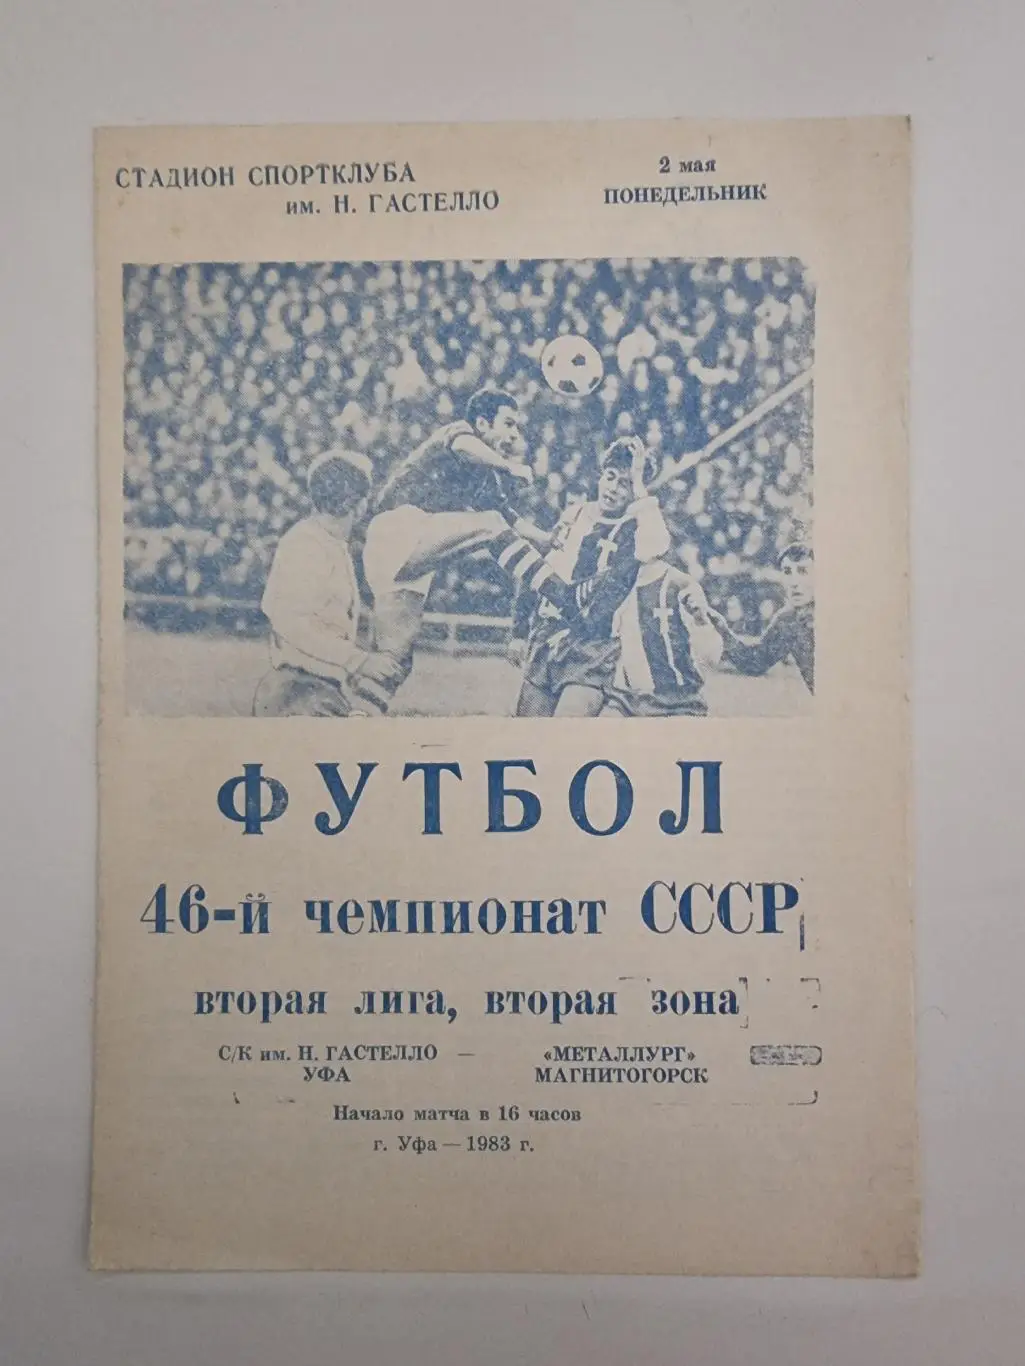 СТАДИОН СПОРТКЛУБА
им. Н. ГАСТЕЛЛО
2 мая
ПОНЕДЕЛЬНИК
ФУТБОЛ
46-й чемпионат СССР
вторая лига, вторая зона
С/К им. Н. ГАСТЕЛЛО — «МЕТАЛЛУРГ»
УФА МАГНИТОГОРСК
Начало матча в 16 часов
г. Уфа — 1983 г.